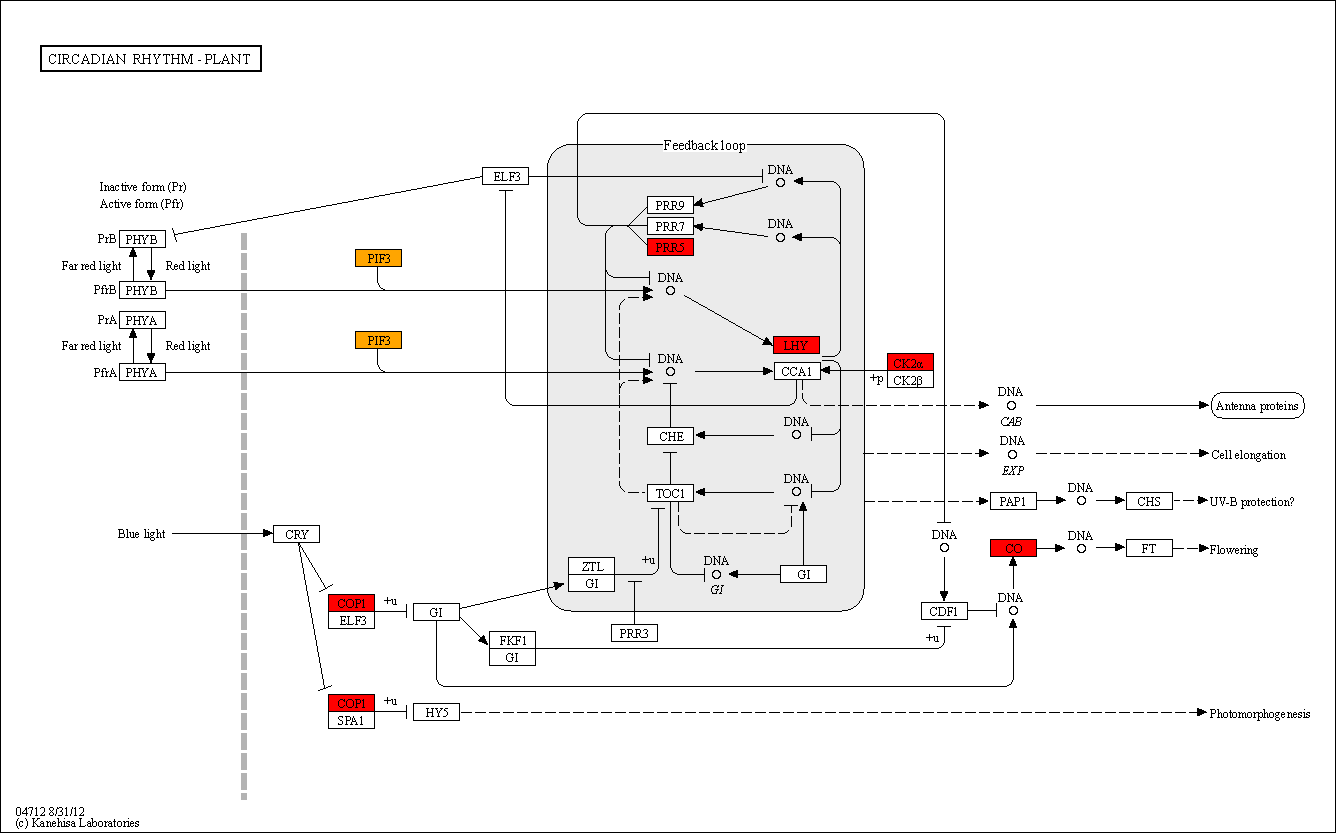 CIRCADIAN RHYTHM - PLANT
Feedback loop
DNA
ELF3
Inactive form (Pr)
Active form (Pfr)
PRR9
PRR7
DNA
PRR5
PrB
PHYB
Far red light
Red light
PIF3
PfrB
PHYB
DNA
PrA
PHYA
Far red light
Red light
PIF3
PfrA
PHYA
DNA
LHY
CCA1
CK2α
+p
CK2β
DNA
CAB
Antenna proteins
CHE
DNA
DNA
EXP
Cell elongation
TOC1
DNA
PAP1
DNA
CHS
UV-B protection?
Blue light
CRY
DNA
CO
DNA
FT
Flowering
ZTL
GI
+u
DNA
GI
GI
COP1
ELF3
+u
GI
CDF1
DNA
PRR3
FKF1
GI
+u
COP1
SPA1
+u
HY5
Photomorphogenesis
04712 8/31/12
(c) Kanehisa Laboratories